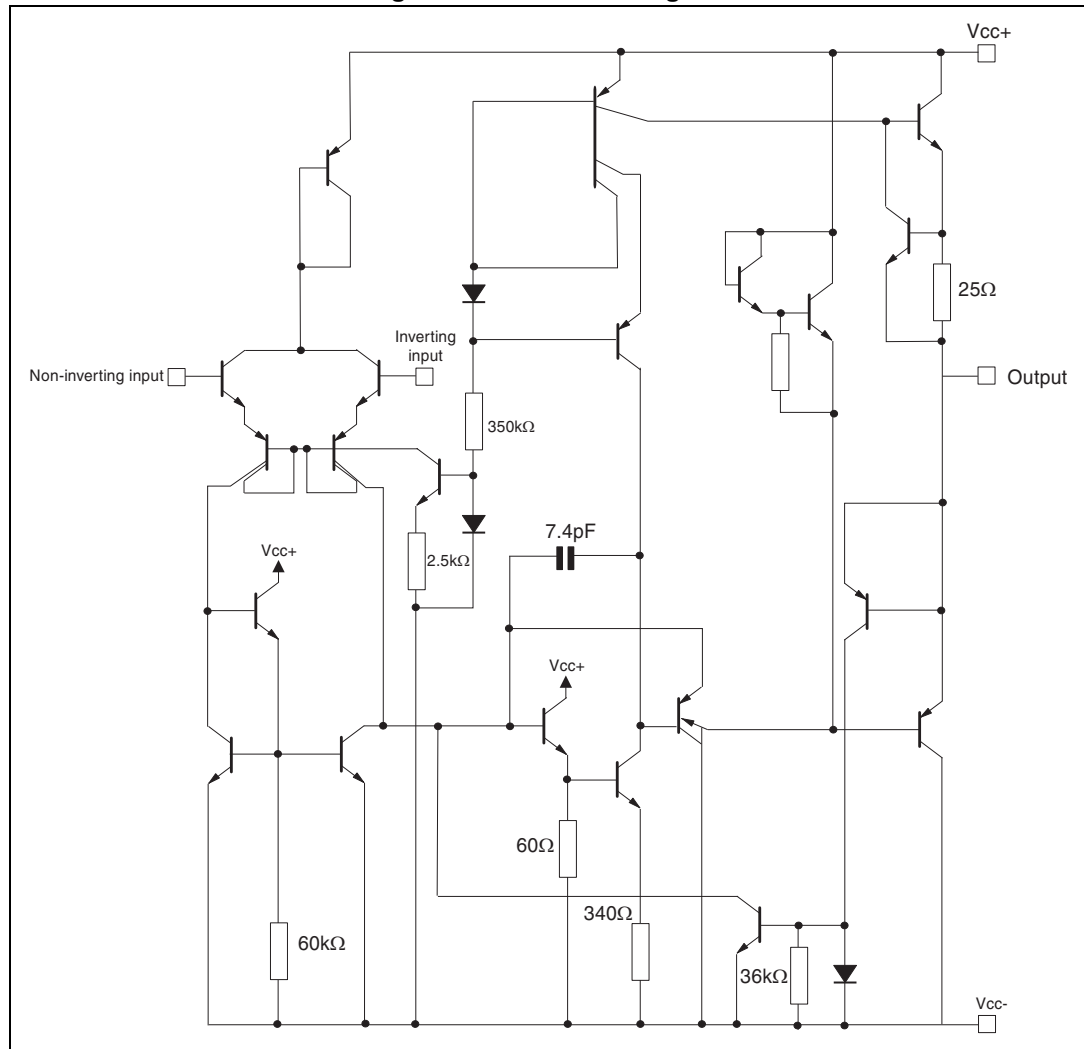 Vcc+
25Ω
Inverting
input
Non-inverting input
Output
350kΩ
7.4pF
2.5kΩ
Vcc+
Vcc+
60Ω
340Ω
60kΩ
36kΩ
Vcc-